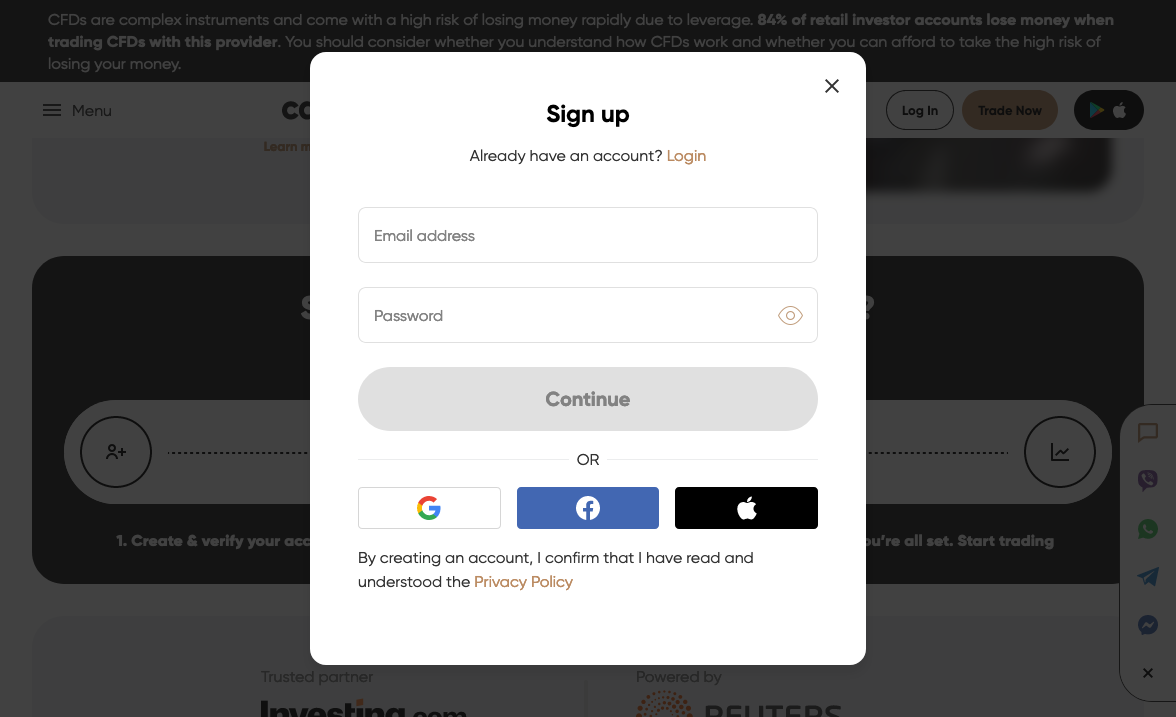 CFDs are complex instruments and come with a high risk of losing money rapidly due to leverage. 84% of retail investor accounts lose money when
trading CFDs with this provider. You should consider whether you understand how CFDs work and whether you can afford to take the high risk of
losing your money.
Menu
Log In
Trade Now
Learn
Sign up
Already have an account? Login
Email address
Password
Continue
OR
By creating an account, I confirm that I have read and
understood the Privacy Policy
1. Create & verify your
you're all set. Start trading
Trusted partner
Investing.com
Powered by
REUTERS